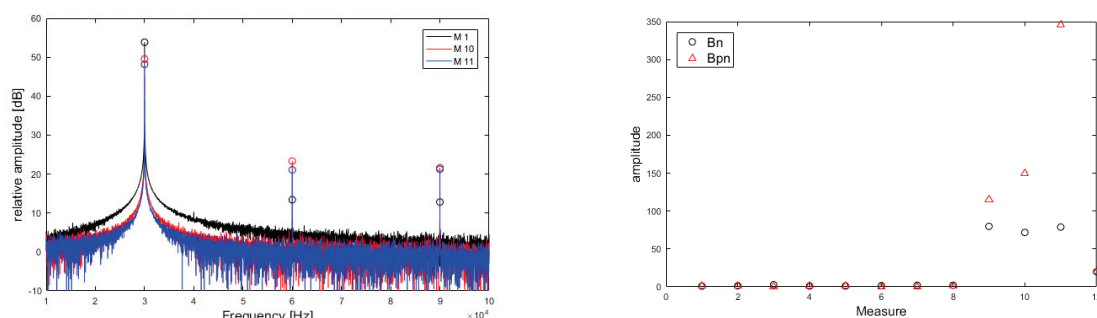 60
50
40
30
20
10
0
-10
relative amplitude [dB]
M 1
M 10
M 11
1 2 3 4 5 6 7 8 9 10
Frequency [Hz]
× 10⁴
350
300
250
200
150
100
50
0
amplitude
Bn
Bpn
0 2 4 6 8 10 12
Measure